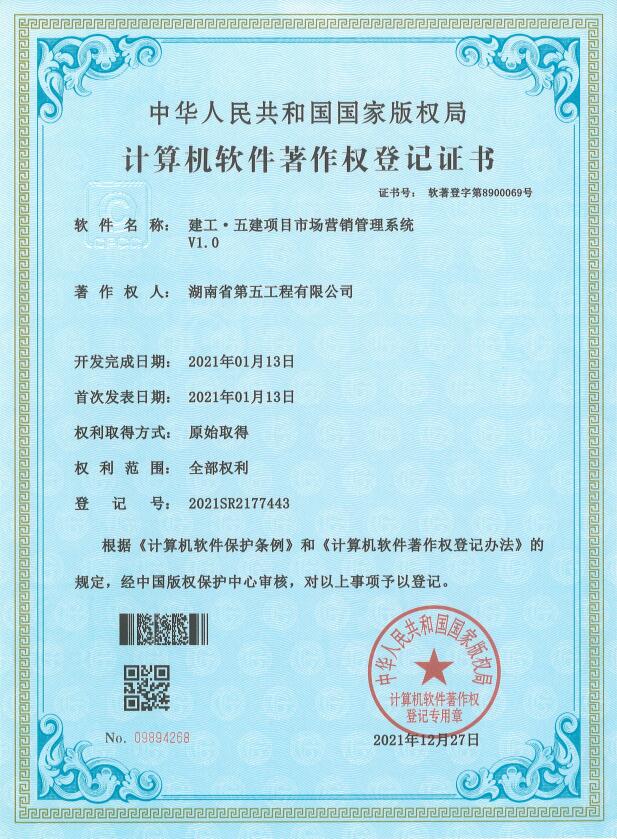 中华人民共和国国家版权局
计算机软件著作权登记证书
证书号： 软著登字第8900069号
CPCC
软件名称： 建工·五建项目市场营销管理系统
V1.0
著作权人： 湖南省第五工程有限公司
开发完成日期： 2021年01月13日
首次发表日期： 2021年01月13日
权利取得方式： 原始取得
权利范围： 全部权利
登记号： 2021SR2177443
根据《计算机软件保护条例》和《计算机软件著作权登记办法》的
规定，经中国版权保护中心审核，对以上事项予以登记。
中华人民共和国国家版权局
计算机软件著作权
登记专用章
No. 09894268
2021年12月27日